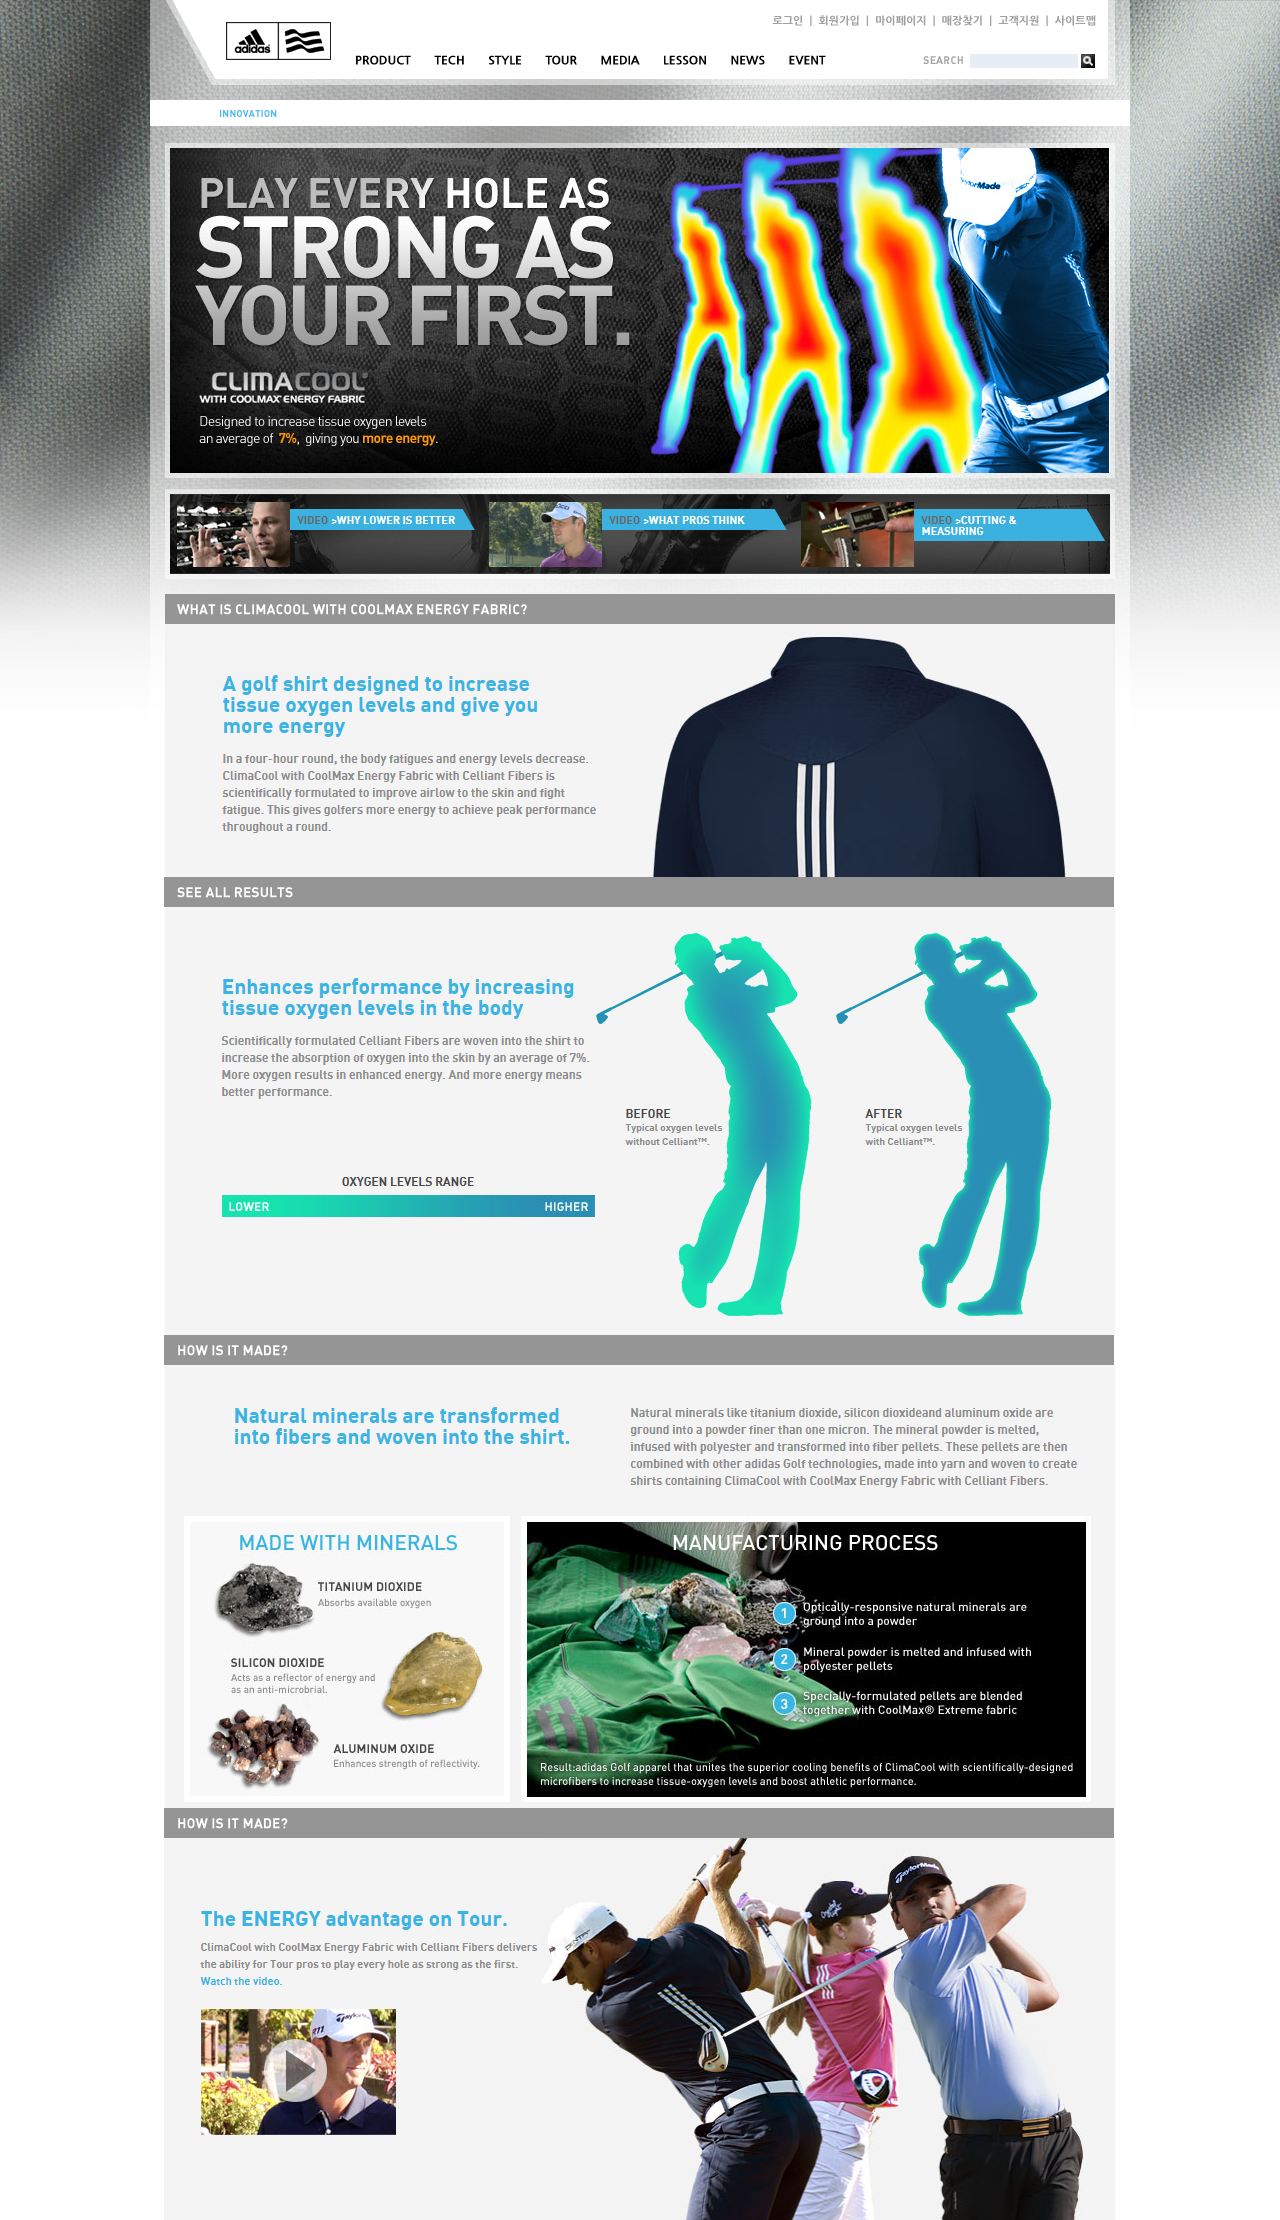 로그인 | 회원가입 | 마이페이지 | 매장찾기 | 고객지원 | 사이트맵
adidas
PRODUCT TECH STYLE TOUR MEDIA LESSON NEWS EVENT
SEARCH
INNOVATION
PLAY EVERY HOLE AS
STRONG AS
YOUR FIRST.
TaylorMade
CLIMACOOL®
WITH COOLMAX® ENERGY FABRIC
Designed to increase tissue oxygen levels
an average of 7%, giving you more energy.
VIDEO >WHY LOWER IS BETTER
VIDEO >WHAT PROS THINK
VIDEO >CUTTING &
MEASURING
WHAT IS CLIMACOOL WITH COOLMAX ENERGY FABRIC?
A golf shirt designed to increase
tissue oxygen levels and give you
more energy
In a four-hour round, the body fatigues and energy levels decrease.
ClimaCool with CoolMax Energy Fabric with Celliant Fibers is
scientifically formulated to improve airlow to the skin and fight
fatigue. This gives golfers more energy to achieve peak performance
throughout a round.
SEE ALL RESULTS
Enhances performance by increasing
tissue oxygen levels in the body
Scientifically formulated Celliant Fibers are woven into the shirt to
increase the absorption of oxygen into the skin by an average of 7%.
More oxygen results in enhanced energy. And more energy means
better performance.
BEFORE
Typical oxygen levels
without Celliant™.
AFTER
Typical oxygen levels
with Celliant™.
OXYGEN LEVELS RANGE
LOWER HIGHER
HOW IS IT MADE?
Natural minerals are transformed
into fibers and woven into the shirt.
Natural minerals like titanium dioxide, silicon dioxideand aluminum oxide are
ground into a powder finer than one micron. The mineral powder is melted,
infused with polyester and transformed into fiber pellets. These pellets are then
combined with other adidas Golf technologies, made into yarn and woven to create
shirts containing ClimaCool with CoolMax Energy Fabric with Celliant Fibers.
MADE WITH MINERALS
TITANIUM DIOXIDE
Absorbs available oxygen
SILICON DIOXIDE
Acts as a reflector of energy and
as an anti-microbrial.
ALUMINUM OXIDE
Enhances strength of reflectivity.
MANUFACTURING PROCESS
1 Optically-responsive natural minerals are
ground into a powder
2 Mineral powder is melted and infused with
polyester pellets
3 Specially-formulated pellets are blended
together with CoolMax® Extreme fabric
Result:adidas Golf apparel that unites the superior cooling benefits of ClimaCool with scientifically-designed
microfibers to increase tissue-oxygen levels and boost athletic performance.
HOW IS IT MADE?
TaylorMade
The ENERGY advantage on Tour.
ClimaCool with CoolMax Energy Fabric with Celliant Fibers delivers
the ability for Tour pros to play every hole as strong as the first.
Watch the video.
TaylorMade
R11